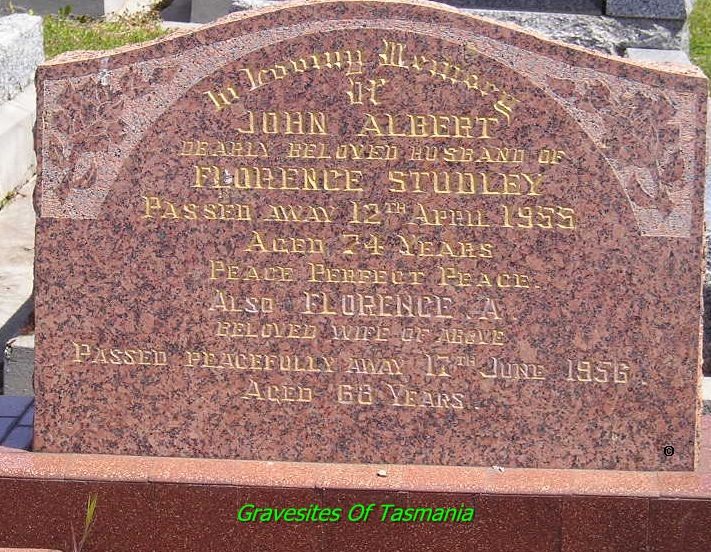 In Loving Memory
Of
JOHN ALBERT
DEARLY BELOVED HUSBAND OF
FLORENCE STUDLEY
PASSED AWAY 12TH APRIL 1955
AGED 74 YEARS
PEACE PERFECT PEACE.
ALSO FLORENCE A.
BELOVED WIFE OF ABOVE
PASSED PEACEFULLY AWAY 17TH JUNE 1956.
AGED 68 YEARS.
©
Gravesites Of Tasmania